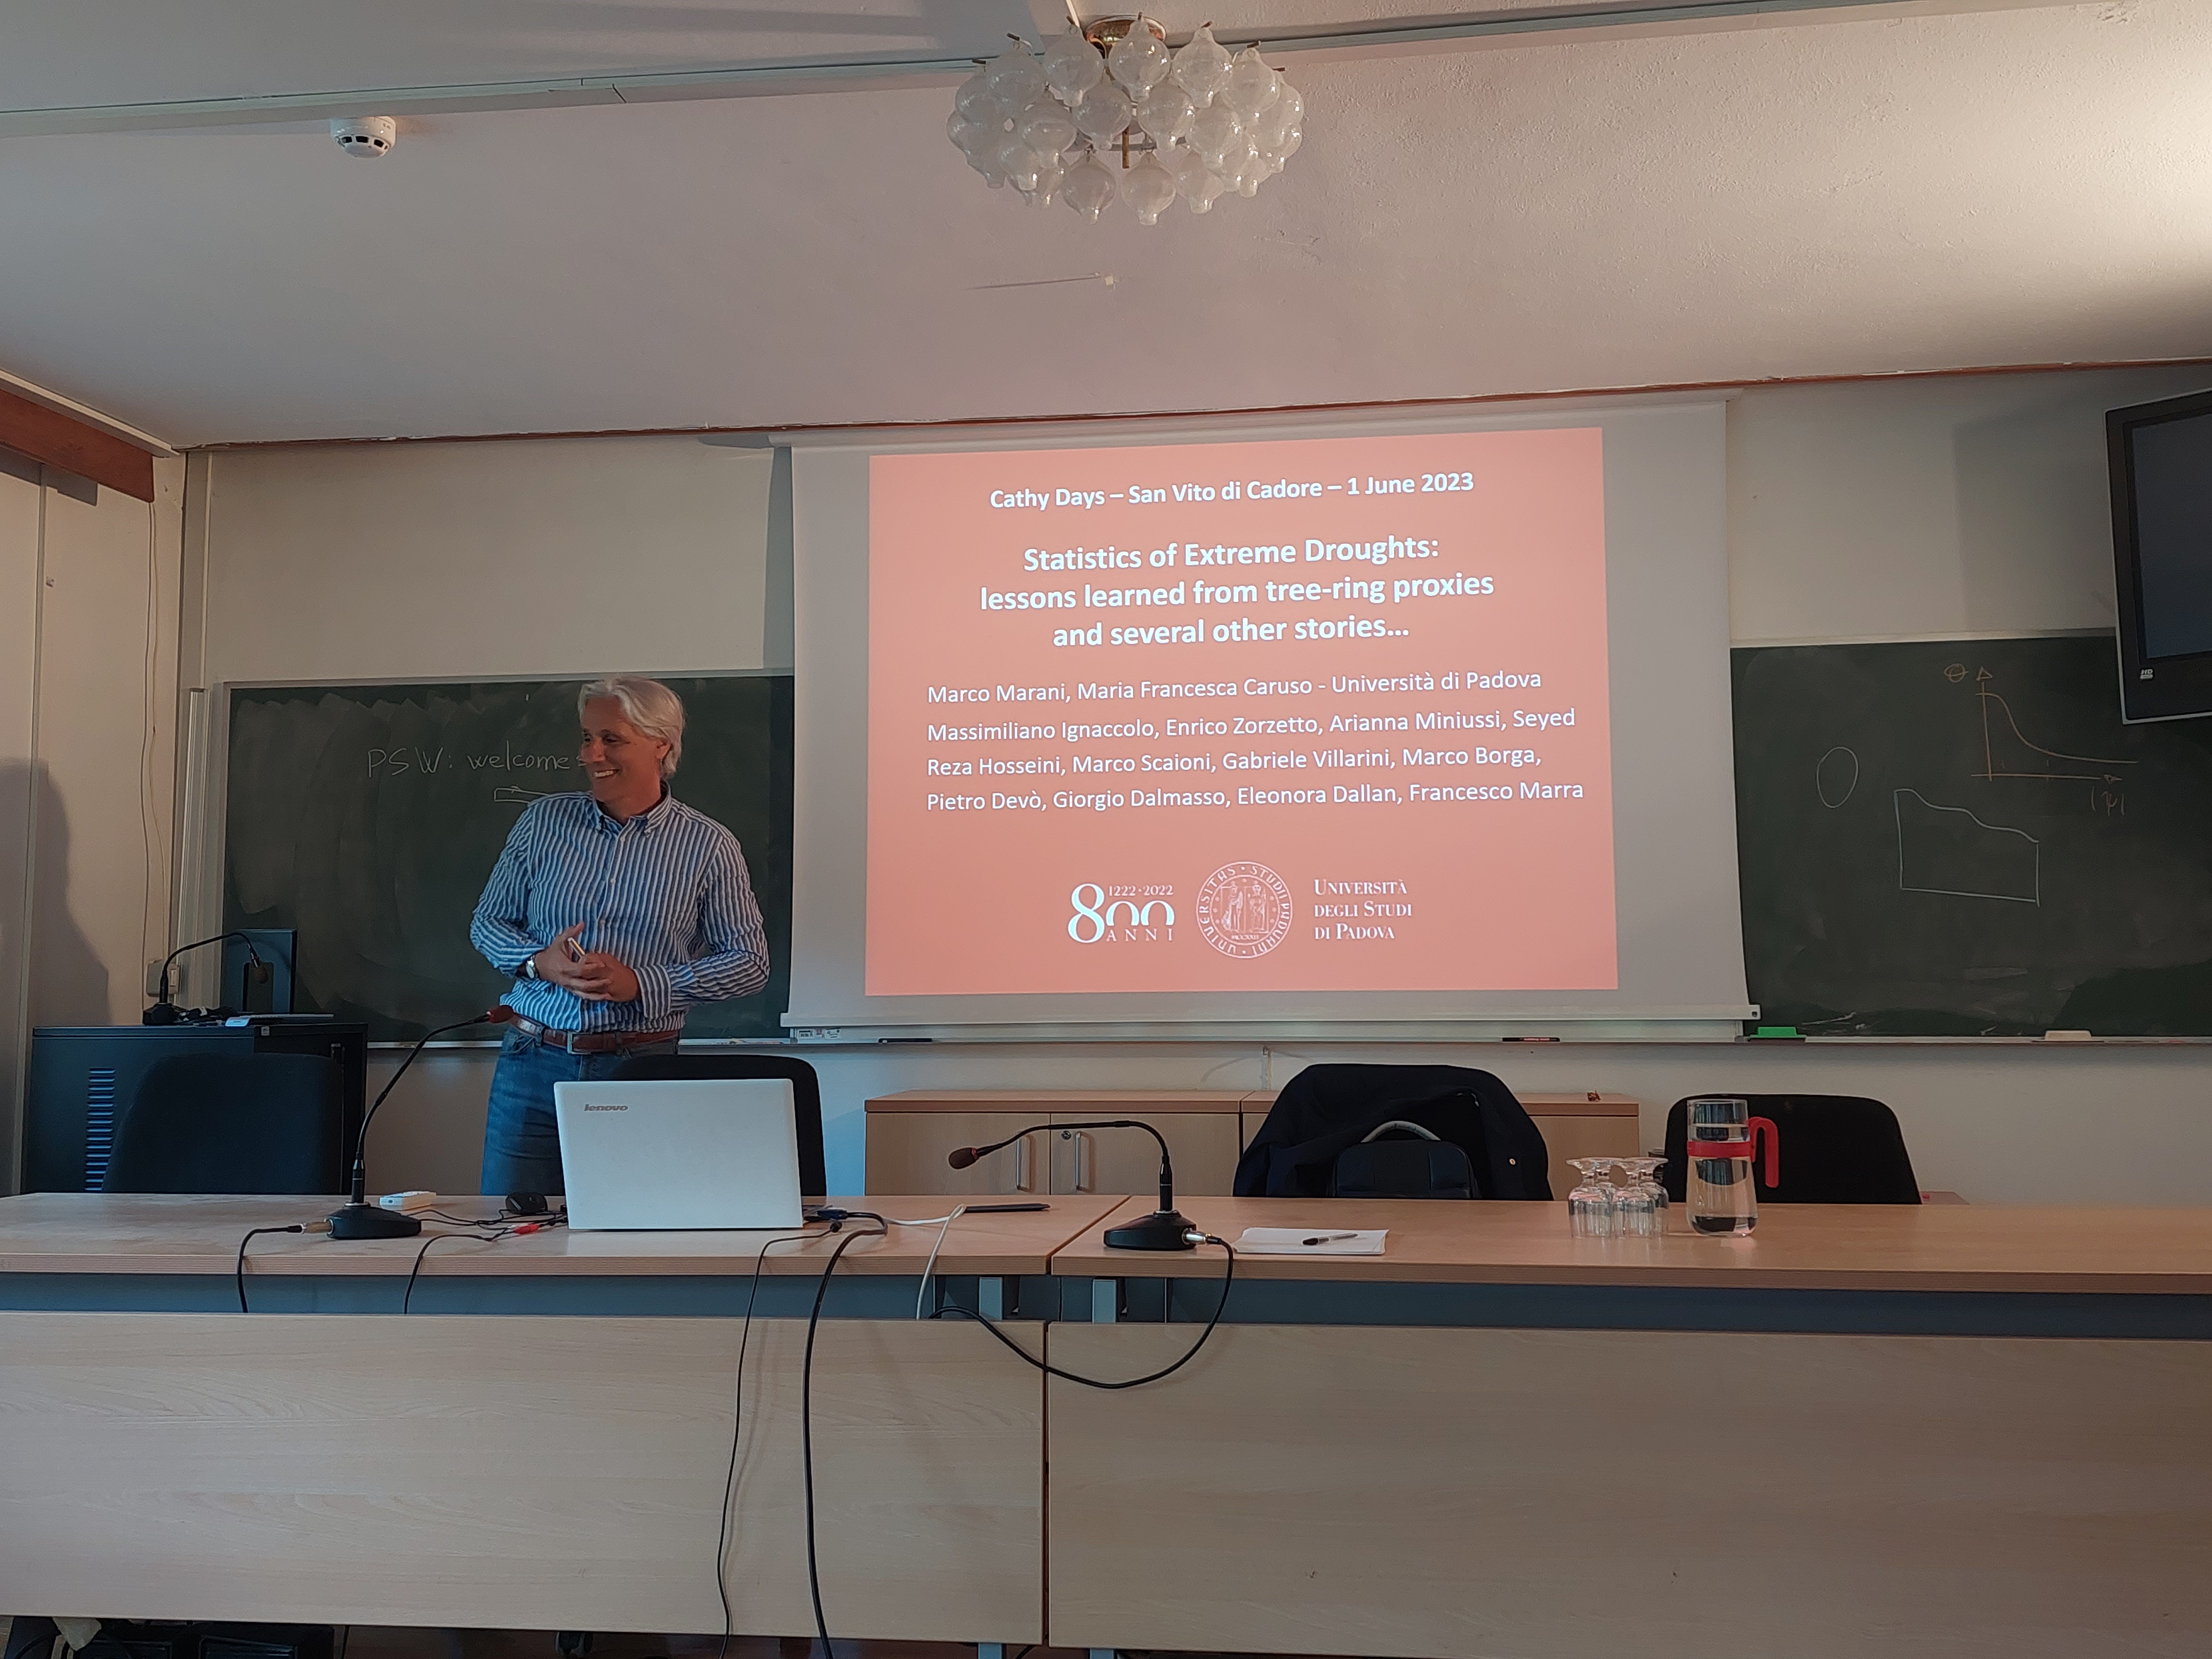 Cathy Days – San Vito di Cadore – 1 June 2023
Statistics of Extreme Droughts:
lessons learned from tree-ring proxies
and several other stories...
Marco Marani, Maria Francesca Caruso - Università di Padova
Massimiliano Ignaccolo, Enrico Zorzetto, Arianna Miniussi, Seyed
Reza Hosseini, Marco Scaioni, Gabriele Villarini, Marco Borga,
Pietro Devò, Giorgio Dalmasso, Eleonora Dallan, Francesco Marra
1222·2022
800
ANNI
UNIVERSITÀ
DEGLI STUDI
DI PADOVA
PSW: welcome
θ
|ψ|
lenovo
HD